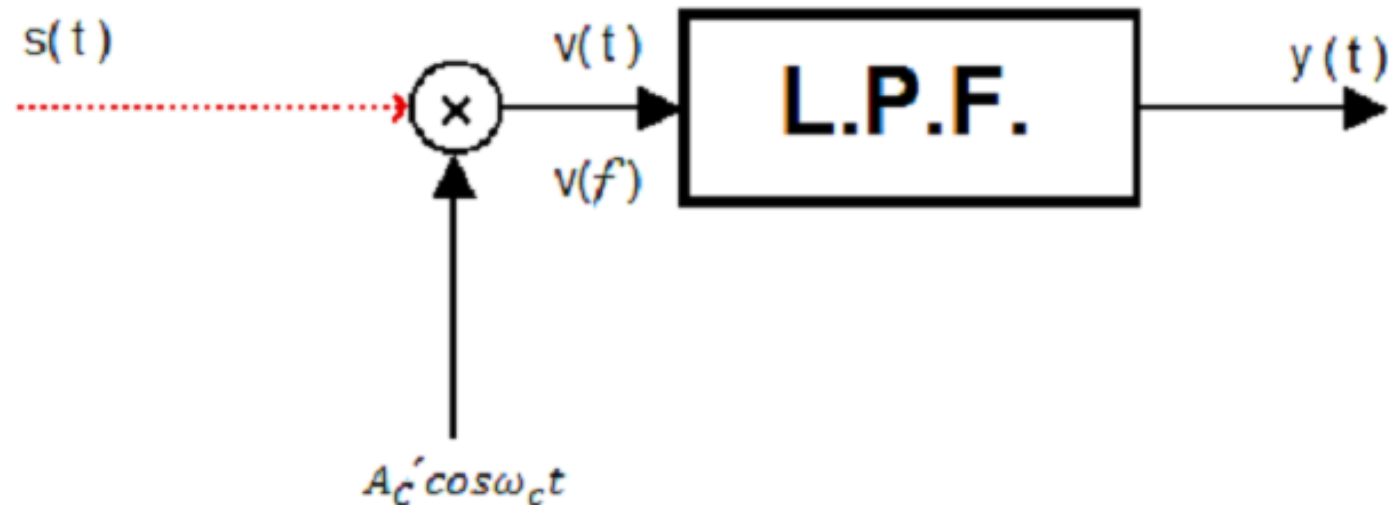 s(t)
v(t)
L.P.F.
y(t)
v(f)
A_C´cosω_ct